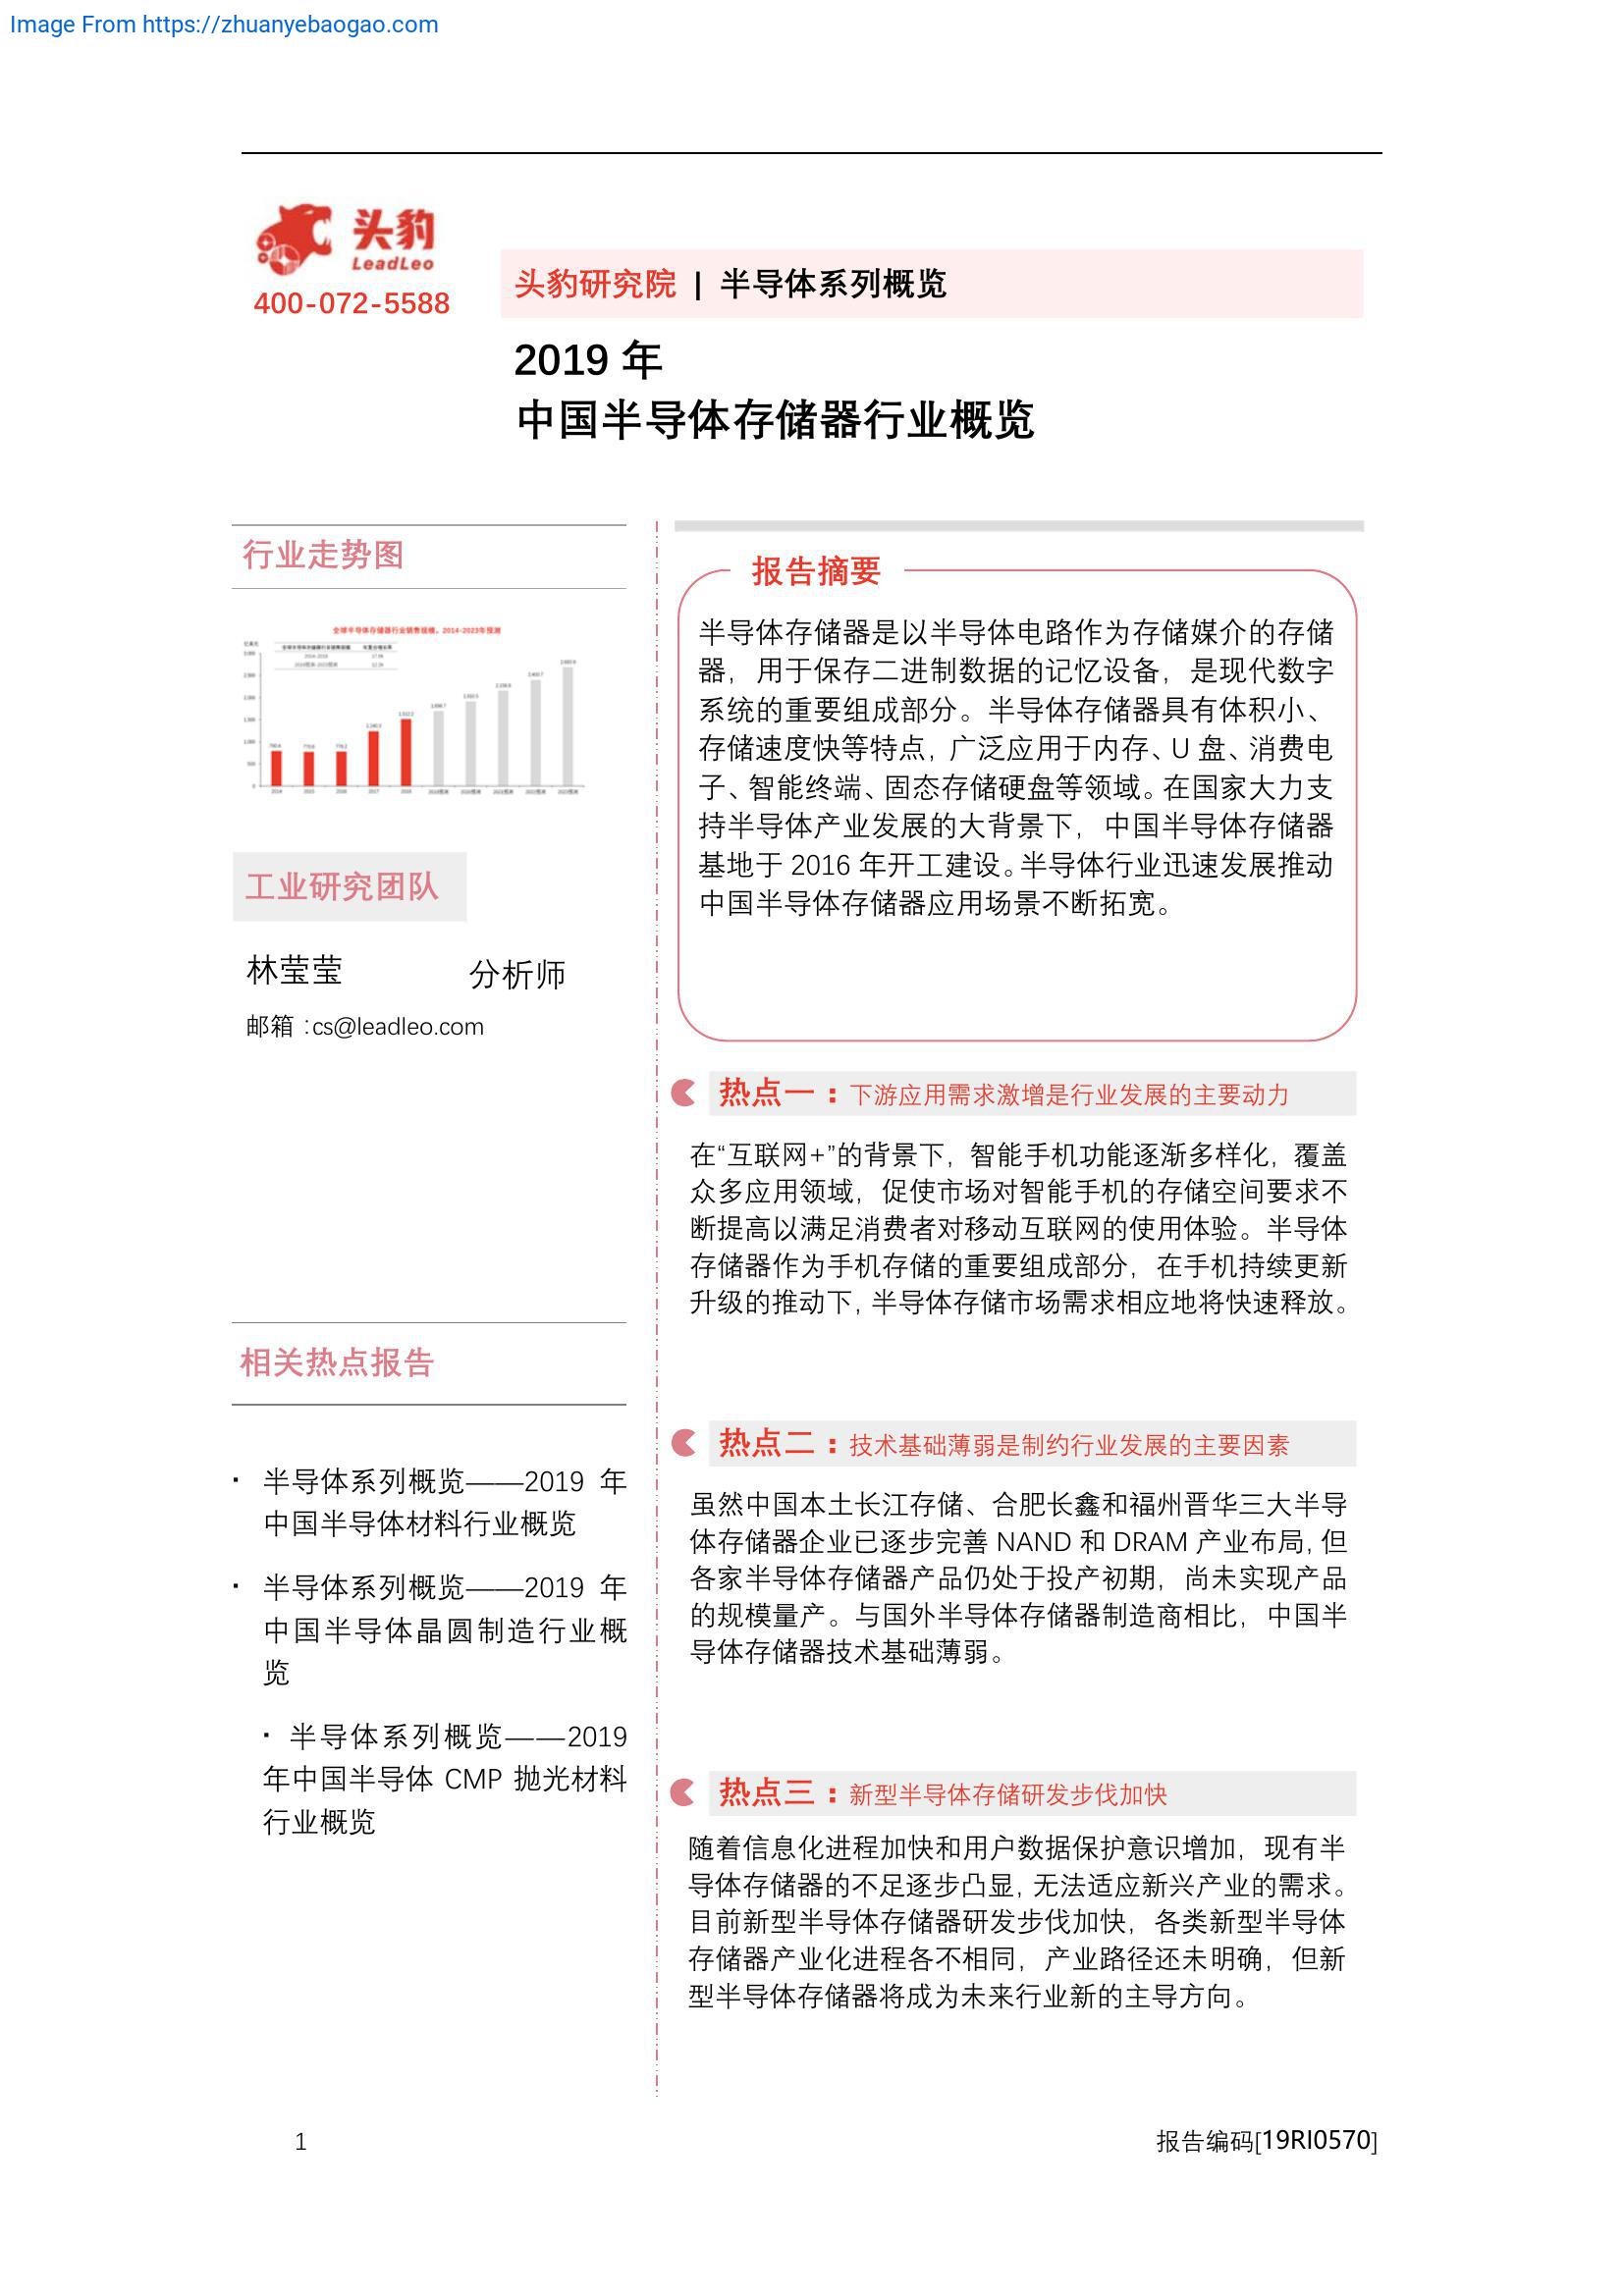 Image From https://zhuanyebaogao.com
头豹
LeadLeo
400-072-5588
头豹研究院 | 半导体系列概览
2019 年
中国半导体存储器行业概览
行业走势图
全球半导体存储器行业销售规模，2014-2023年预测
工业研究团队
林莹莹 分析师
邮箱：cs@leadleo.com
相关热点报告
· 半导体系列概览——2019 年
中国半导体材料行业概览
· 半导体系列概览——2019 年
中国半导体晶圆制造行业概
览
· 半导体系列概览——2019
年中国半导体 CMP 抛光材料
行业概览
报告摘要
半导体存储器是以半导体电路作为存储媒介的存储
器，用于保存二进制数据的记忆设备，是现代数字
系统的重要组成部分。半导体存储器具有体积小、
存储速度快等特点，广泛应用于内存、U 盘、消费电
子、智能终端、固态存储硬盘等领域。在国家大力支
持半导体产业发展的大背景下，中国半导体存储器
基地于 2016 年开工建设。半导体行业迅速发展推动
中国半导体存储器应用场景不断拓宽。
热点一：下游应用需求激增是行业发展的主要动力
在“互联网+”的背景下，智能手机功能逐渐多样化，覆盖
众多应用领域，促使市场对智能手机的存储空间要求不
断提高以满足消费者对移动互联网的使用体验。半导体
存储器作为手机存储的重要组成部分，在手机持续更新
升级的推动下，半导体存储市场需求相应地将快速释放。
热点二：技术基础薄弱是制约行业发展的主要因素
虽然中国本土长江存储、合肥长鑫和福州晋华三大半导
体存储器企业已逐步完善 NAND 和 DRAM 产业布局，但
各家半导体存储器产品仍处于投产初期，尚未实现产品
的规模量产。与国外半导体存储器制造商相比，中国半
导体存储器技术基础薄弱。
热点三：新型半导体存储研发步伐加快
随着信息化进程加快和用户数据保护意识增加，现有半
导体存储器的不足逐步凸显，无法适应新兴产业的需求。
目前新型半导体存储器研发步伐加快，各类新型半导体
存储器产业化进程各不相同，产业路径还未明确，但新
型半导体存储器将成为未来行业新的主导方向。
1
报告编码[19RI0570]